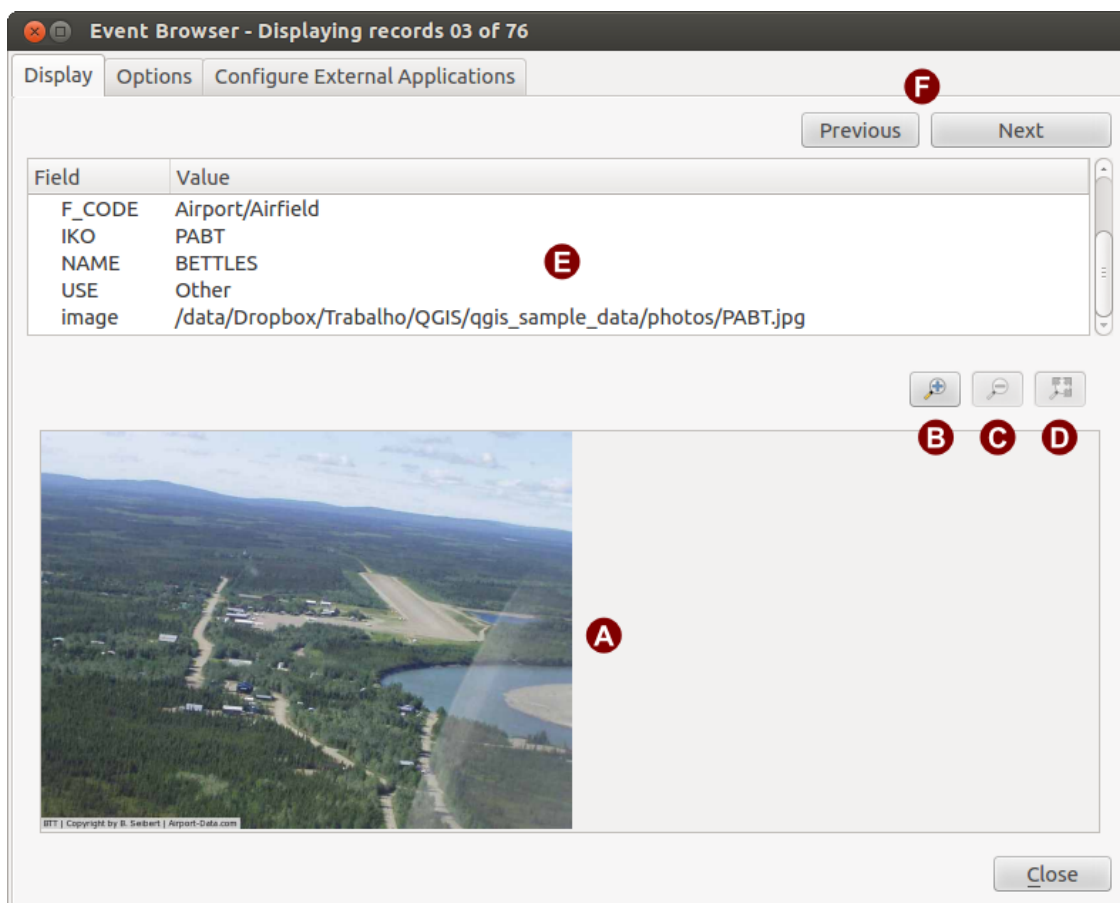 Event Browser - Displaying records 03 of 76
Display Options Configure External Applications
F
Previous Next
Field Value
F_CODE Airport/Airfield
IKO PABT
NAME BETTLES
E
USE Other
image /data/Dropbox/Trabalho/QGIS/qgis_sample_data/photos/PABT.jpg
B C D
A
BTT | Copyright by B. Seibert | Airport-Data.com
Close